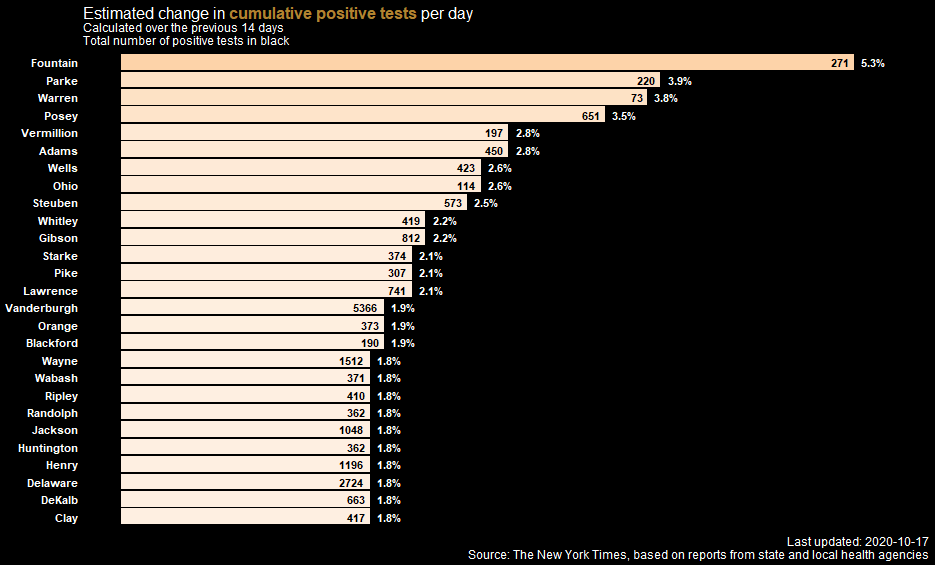 Estimated change in cumulative positive tests per day
Calculated over the previous 14 days
Total number of positive tests in black
Fountain 271 5.3%
Parke 220 3.9%
Warren 73 3.8%
Posey 651 3.5%
Vermillion 197 2.8%
Adams 450 2.8%
Wells 423 2.6%
Ohio 114 2.6%
Steuben 573 2.5%
Whitley 419 2.2%
Gibson 812 2.2%
Starke 374 2.1%
Pike 307 2.1%
Lawrence 741 2.1%
Vanderburgh 5366 1.9%
Orange 373 1.9%
Blackford 190 1.9%
Wayne 1512 1.8%
Wabash 371 1.8%
Ripley 410 1.8%
Randolph 362 1.8%
Jackson 1048 1.8%
Huntington 362 1.8%
Henry 1196 1.8%
Delaware 2724 1.8%
DeKalb 663 1.8%
Clay 417 1.8%
Last updated: 2020-10-17
Source: The New York Times, based on reports from state and local health agencies